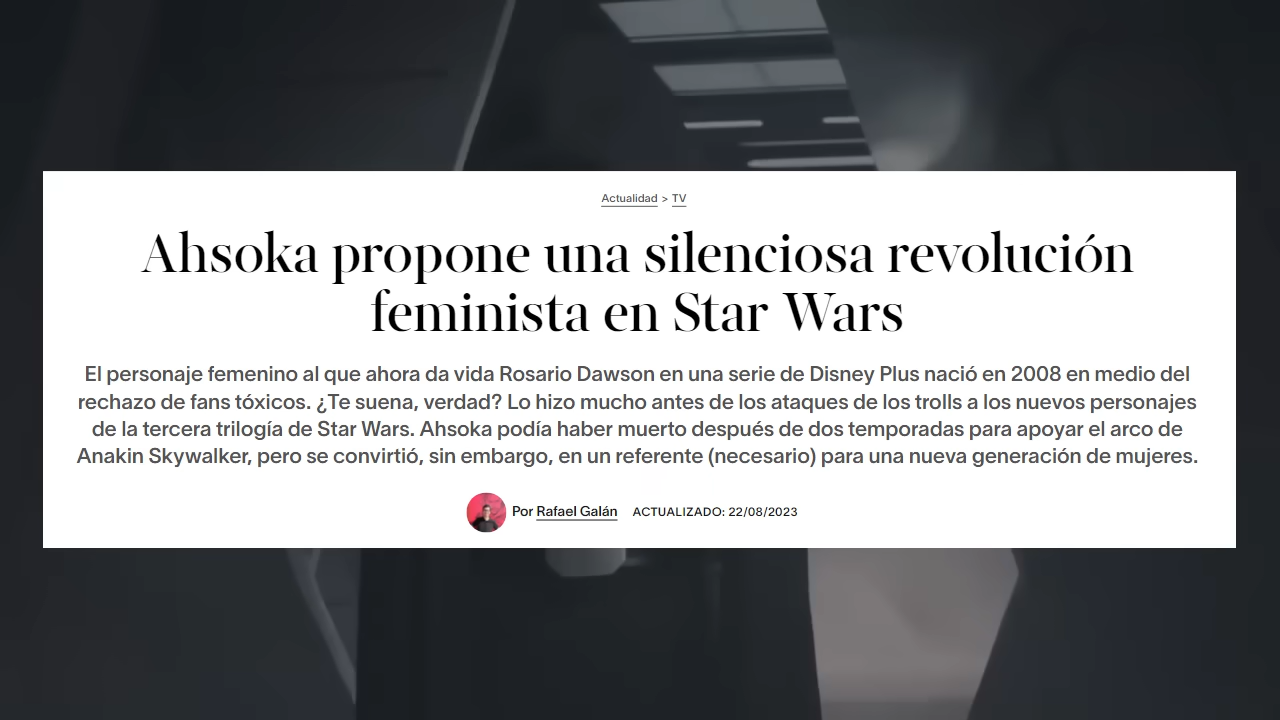 Actualidad > TV
Ahsoka propone una silenciosa revolución
feminista en Star Wars
El personaje femenino al que ahora da vida Rosario Dawson en una serie de Disney Plus nació en 2008 en medio del
rechazo de fans tóxicos. ¿Te suena, verdad? Lo hizo mucho antes de los ataques de los trolls a los nuevos personajes
de la tercera trilogía de Star Wars. Ahsoka podía haber muerto después de dos temporadas para apoyar el arco de
Anakin Skywalker, pero se convirtió, sin embargo, en un referente (necesario) para una nueva generación de mujeres.
Por Rafael Galán ACTUALIZADO: 22/08/2023